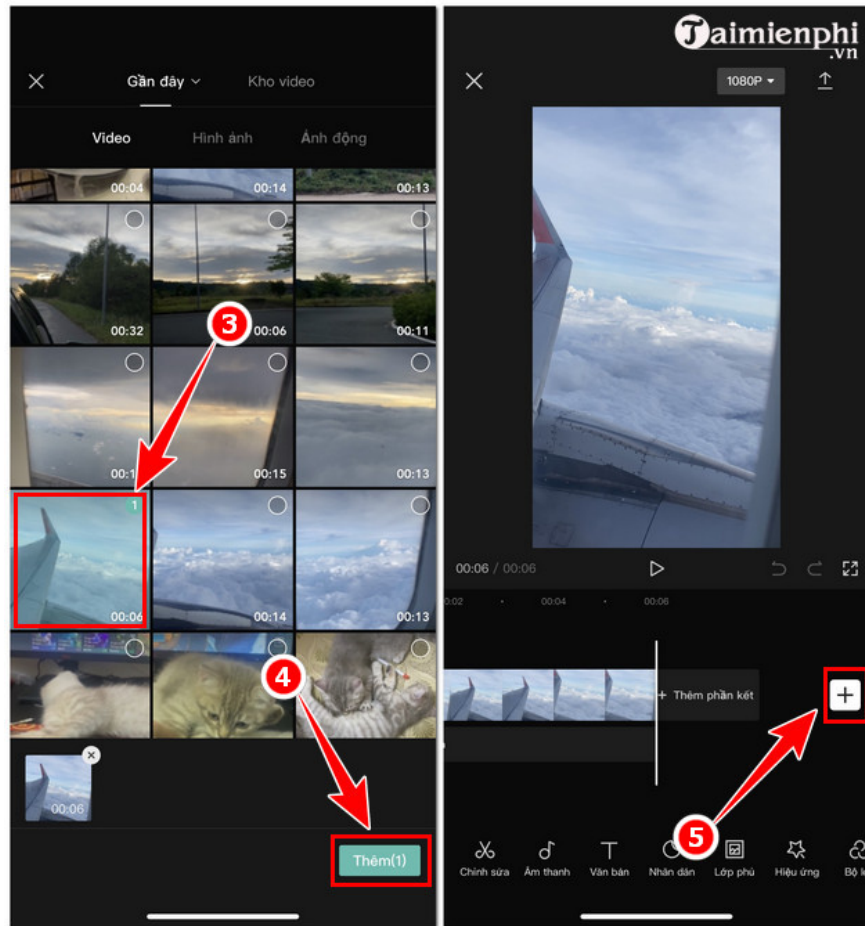 Taimienphi
.vn
Gần đây
Kho video
1080P
Video
Hình ảnh
Ảnh động
00:04
00:14
00:13
00:32
00:06
00:11
3
00:15
00:13
1
00:06
00:14
00:13
4
00:06
Thêm(1)
00:06 / 00:06
00:04
00:06
+ Thêm phần kết
5
Chỉnh sửa
Âm thanh
Văn bản
Nhãn dán
Lớp phủ
Hiệu ứng